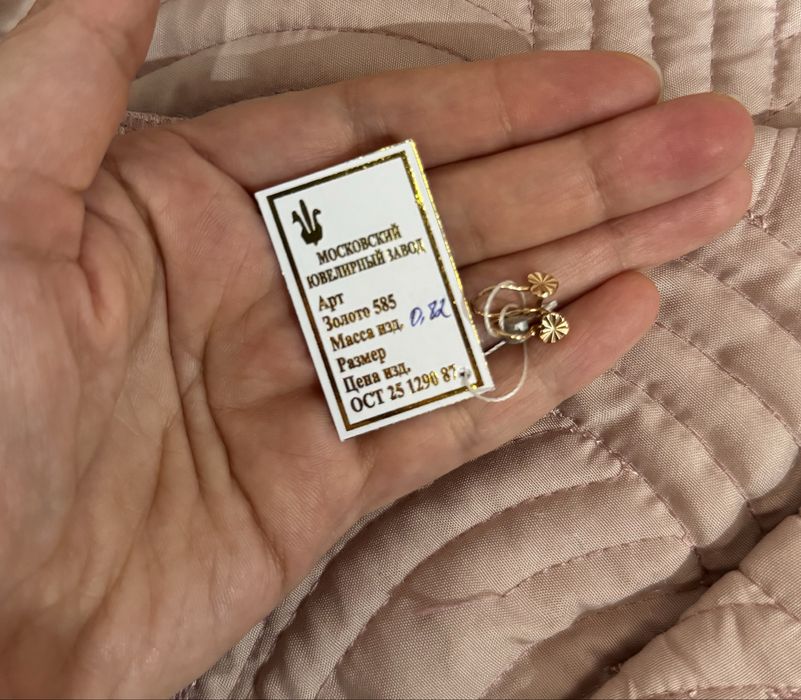 МОСКОВСКИЙ
ЮВЕЛИРНЫЙ ЗАВОД
Арт
Золото 585
Масса изд. 0,82
Размер
Цена изд.
ОСТ 25 1290 87